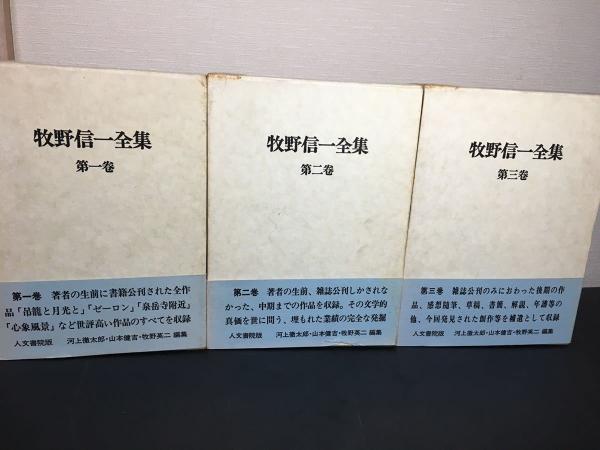 牧野信一全集
第一巻
第一巻 著者の生前に書籍公刊された全作
品「吊籠と月光と」「ゼーロン」「泉岳寺附近」
「心象風景」など世評高い作品のすべてを収録
人文書院版 河上徹太郎・山本健吉・牧野英二 編集
牧野信一全集
第二巻
第二巻 著者の生前、雑誌公刊しかされな
かった、中期までの作品を収録。その文学的
真価を世に問う、埋もれた業績の完全な発掘
人文書院版 河上徹太郎・山本健吉・牧野英二 編集
牧野信一全集
第三巻
第三巻 雑誌公刊のみにおわった後期の作
品、感想随筆、草稿、書簡、解説、年譜等の
他、今回発見された創作等を補遺として収録
人文書院版 河上徹太郎・山本健吉・牧野英二 編集